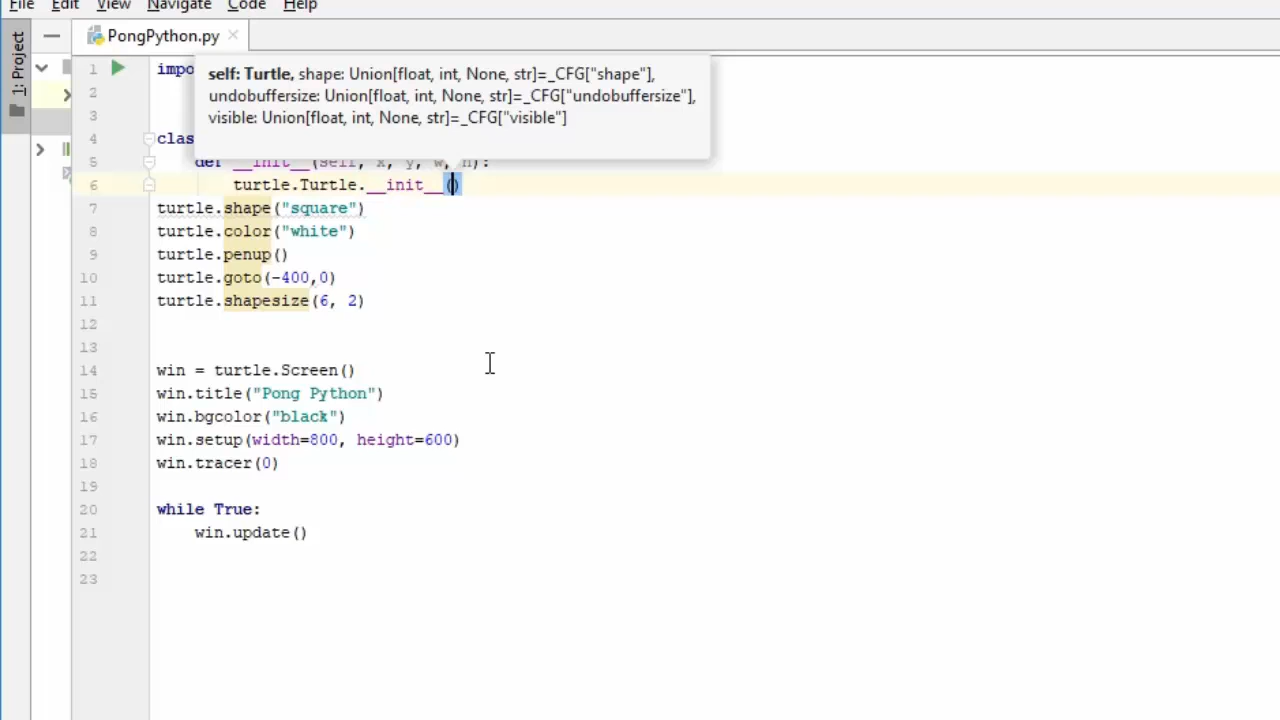 File Edit View Navigate Code Help
1: Project
PongPython.py
self: Turtle, shape: Union[float, int, None, str]=_CFG["shape"],
undobuffersize: Union[float, int, None, str]=_CFG["undobuffersize"],
visible: Union[float, int, None, str]=_CFG["visible"]
1 impo
2
3
4 clas
5 def __init__(self, x, y, w, h):
6 turtle.Turtle.__init__()
7 turtle.shape("square")
8 turtle.color("white")
9 turtle.penup()
10 turtle.goto(-400,0)
11 turtle.shapesize(6, 2)
12
13
14 win = turtle.Screen()
15 win.title("Pong Python")
16 win.bgcolor("black")
17 win.setup(width=800, height=600)
18 win.tracer(0)
19
20 while True:
21 win.update()
22
23